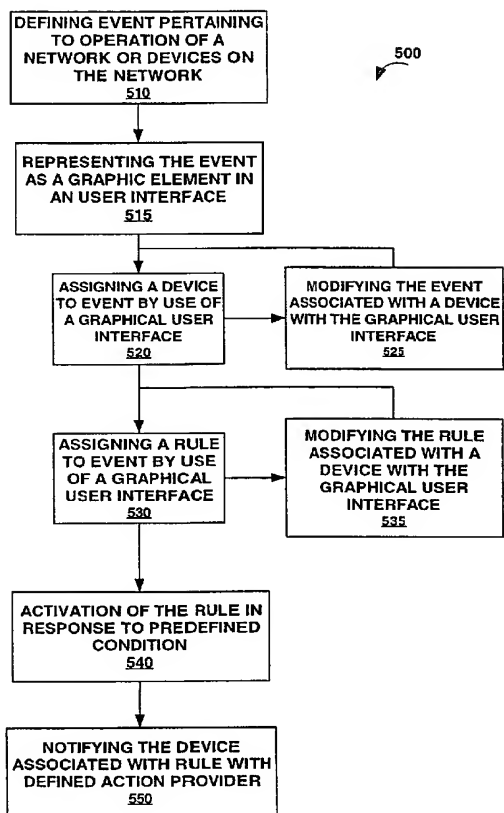 DEFINING EVENT PERTAINING
TO OPERATION OF A
NETWORK OR DEVICES ON
THE NETWORK
510
500
REPRESENTING THE EVENT
AS A GRAPHIC ELEMENT IN
AN USER INTERFACE
515
ASSIGNING A DEVICE
TO EVENT BY USE OF
A GRAPHICAL USER
INTERFACE
520
MODIFYING THE EVENT
ASSOCIATED WITH A DEVICE
WITH THE GRAPHICAL USER
INTERFACE
525
ASSIGNING A RULE
TO EVENT BY USE
OF A GRAPHICAL
USER INTERFACE
530
MODIFYING THE RULE
ASSOCIATED WITH A
DEVICE WITH THE
GRAPHICAL USER
INTERFACE
535
ACTIVATION OF THE RULE IN
RESPONSE TO PREDEFINED
CONDITION
540
NOTIFYING THE DEVICE
ASSOCIATED WITH RULE WITH
DEFINED ACTION PROVIDER
550